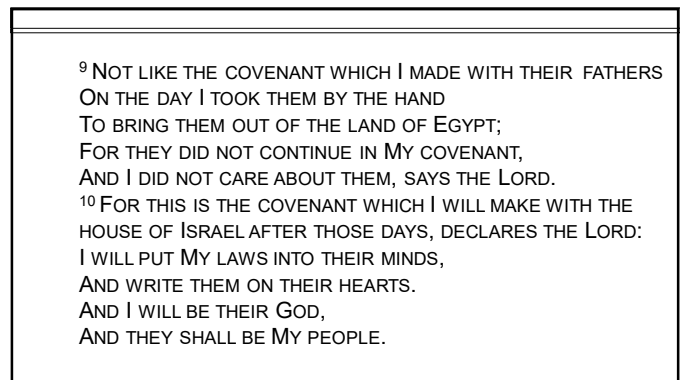 ⁹ NOT LIKE THE COVENANT WHICH I MADE WITH THEIR FATHERS
ON THE DAY I TOOK THEM BY THE HAND
TO BRING THEM OUT OF THE LAND OF EGYPT;
FOR THEY DID NOT CONTINUE IN MY COVENANT,
AND I DID NOT CARE ABOUT THEM, SAYS THE LORD.
¹⁰ FOR THIS IS THE COVENANT WHICH I WILL MAKE WITH THE
HOUSE OF ISRAEL AFTER THOSE DAYS, DECLARES THE LORD:
I WILL PUT MY LAWS INTO THEIR MINDS,
AND WRITE THEM ON THEIR HEARTS.
AND I WILL BE THEIR GOD,
AND THEY SHALL BE MY PEOPLE.